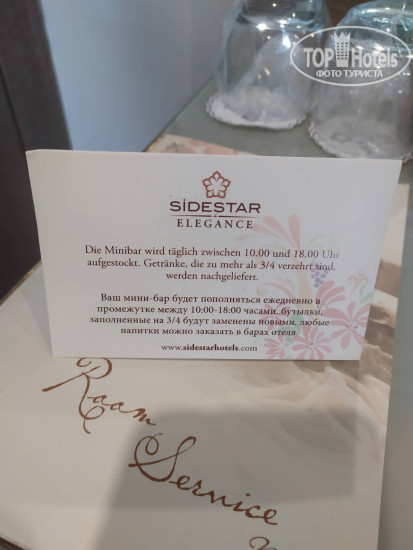 TOP Hotels
ФОТО ТУРИСТА
SİDESTAR
ELEGANCE
Die Minibar wird täglich zwischen 10.00 und 18.00 Uhr
aufgestockt. Getränke, die zu mehr als 3/4 verzehrt sind,
werden nachgeliefert.
Ваш мини-бар будет пополняться ежедневно в
промежутке между 10:00-18:00 часами, бутылки,
заполненные на 3/4 будут заменены новыми, любые
напитки можно заказать в барах отеля.
www.sidestarhotels.com
Room
Service